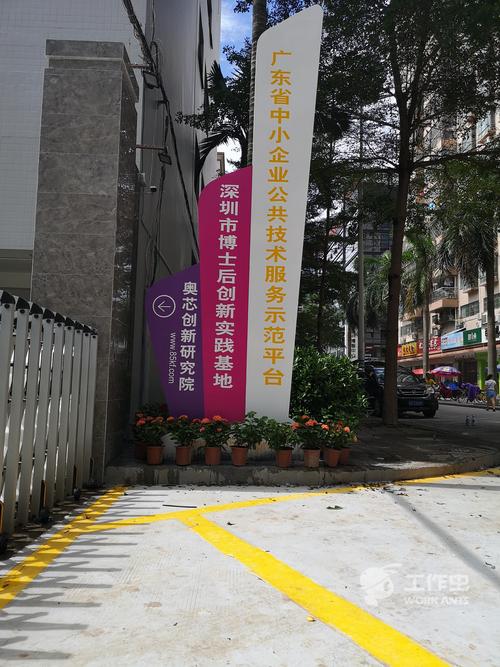 广东省中小企业公共技术服务示范平台
深圳市博士后创新实践基地
奥芯创新研究院
www.85kf.com
工作虫
WORK ANTS